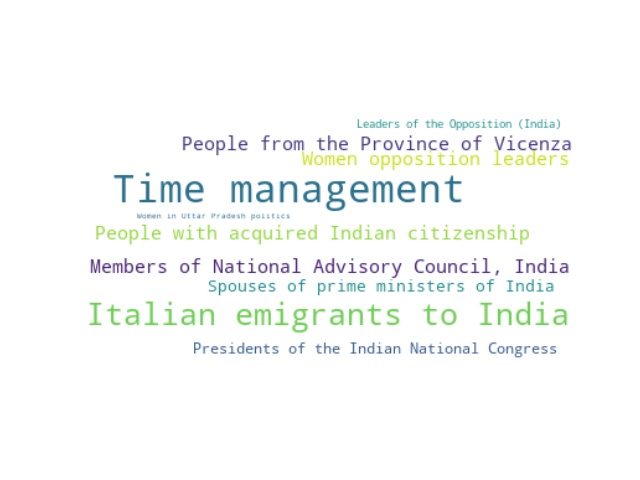 Leaders of the Opposition (India)
People from the Province of Vicenza
Women opposition leaders
Time management
Women in Uttar Pradesh politics
People with acquired Indian citizenship
Members of National Advisory Council, India
Spouses of prime ministers of India
Italian emigrants to India
Presidents of the Indian National Congress